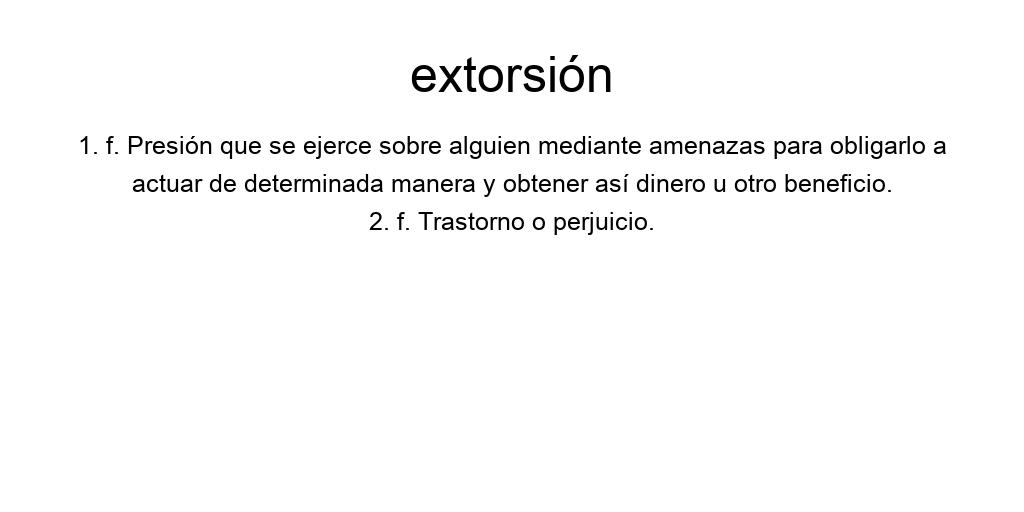 extorsión
1. f. Presión que se ejerce sobre alguien mediante amenazas para obligarlo a
actuar de determinada manera y obtener así dinero u otro beneficio.
2. f. Trastorno o perjuicio.